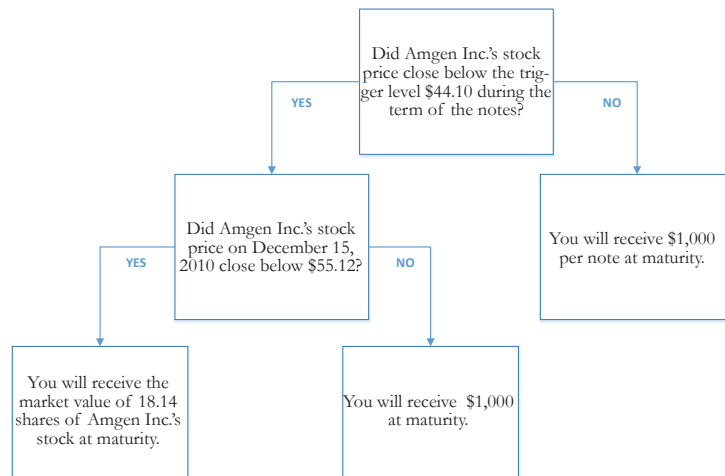 Did Amgen Inc.'s stock
price close below the trig-
ger level $44.10 during the
term of the notes?
YES
NO
Did Amgen Inc.'s stock
price on December 15,
2010 close below $55.12?
You will receive $1,000
per note at maturity.
YES
NO
You will receive the
market value of 18.14
shares of Amgen Inc.'s
stock at maturity.
You will receive $1,000
at maturity.